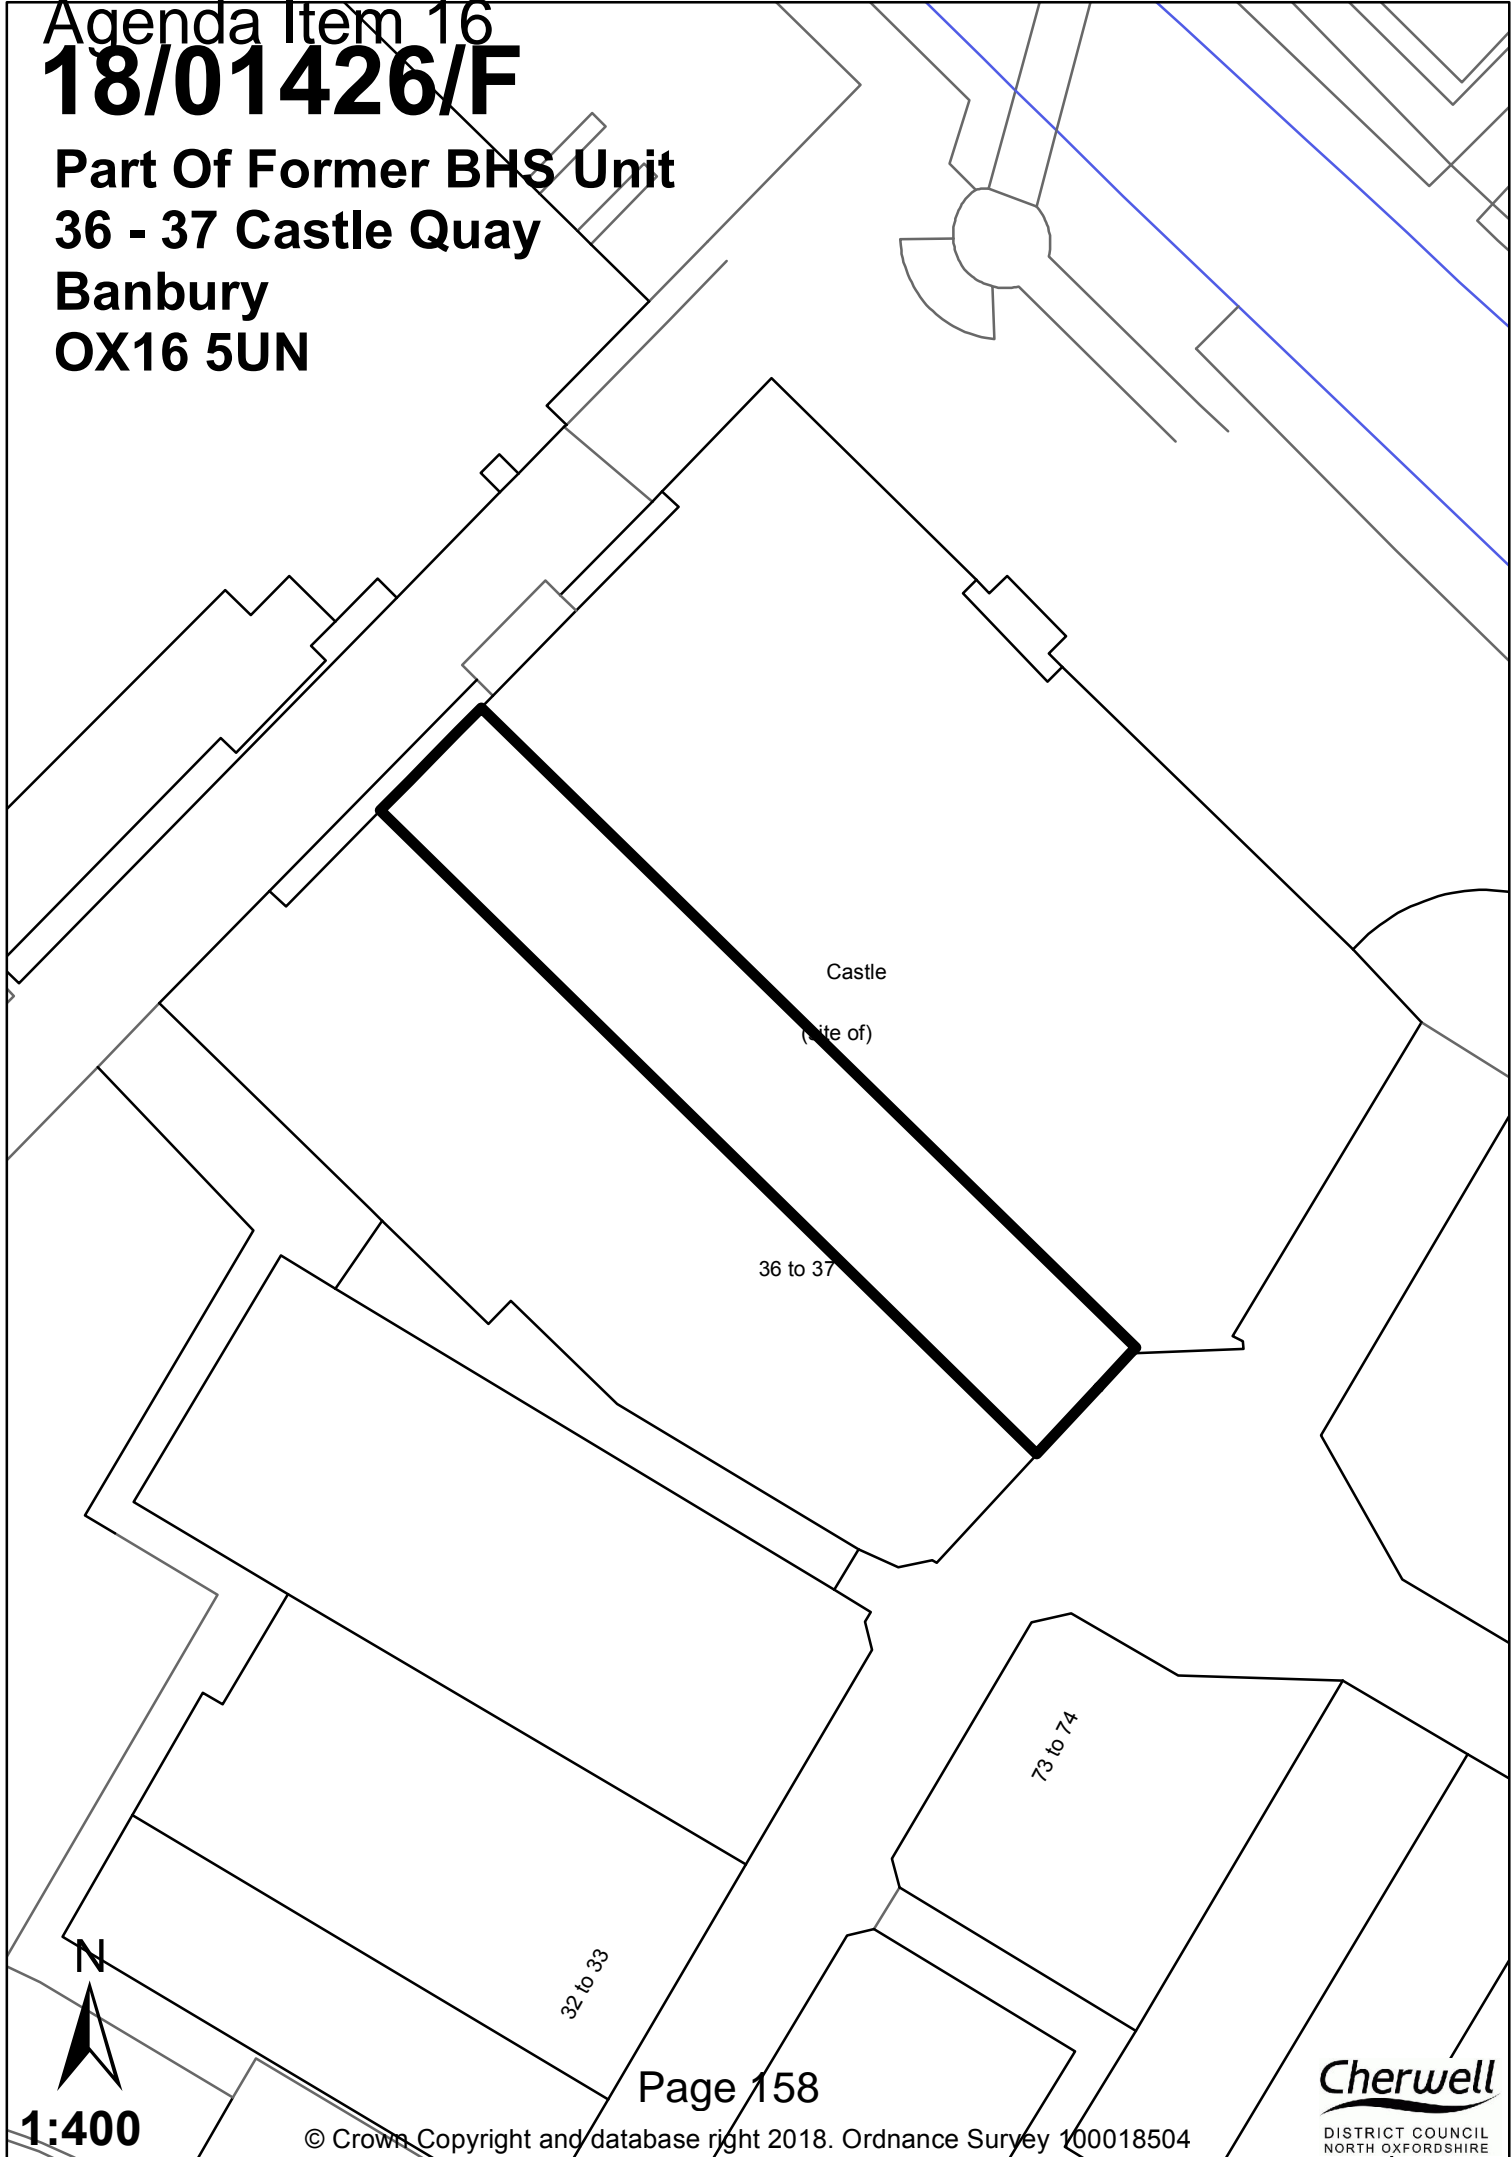 Agenda Item 16
18/01426/F
Part Of Former BHS Unit
36 - 37 Castle Quay
Banbury
OX16 5UN
Castle
(site of)
36 to 37
73 to 74
32 to 33
N
1:400
Page 158
© Crown Copyright and database right 2018. Ordnance Survey 100018504
Cherwell
DISTRICT COUNCIL
NORTH OXFORDSHIRE